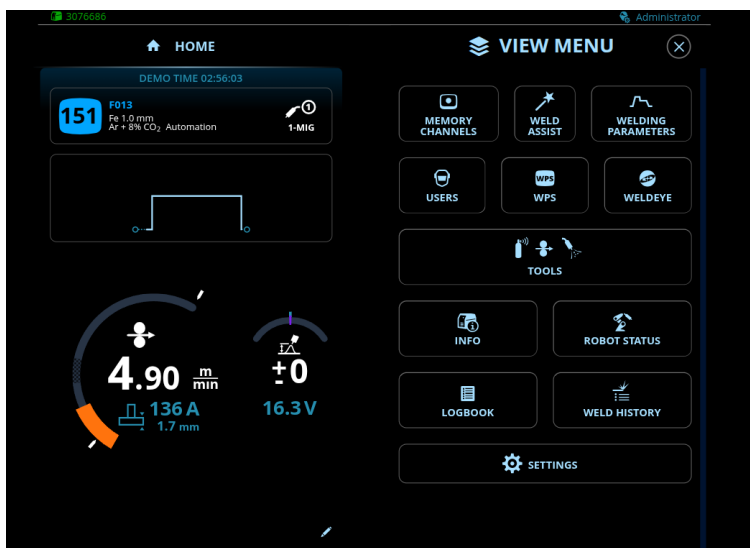 3076686
Administrator
HOME
VIEW MENU
DEMO TIME 02:56:03
151
F013
Fe 1.0 mm
Ar + 8% CO₂ Automation
1
1-MIG
MEMORY CHANNELS
WELD ASSIST
WELDING PARAMETERS
USERS
WPS
WPS
WELDEYE
TOOLS
INFO
ROBOT STATUS
4.90 m/min
±0
136 A
1.7 mm
16.3 V
LOGBOOK
WELD HISTORY
SETTINGS